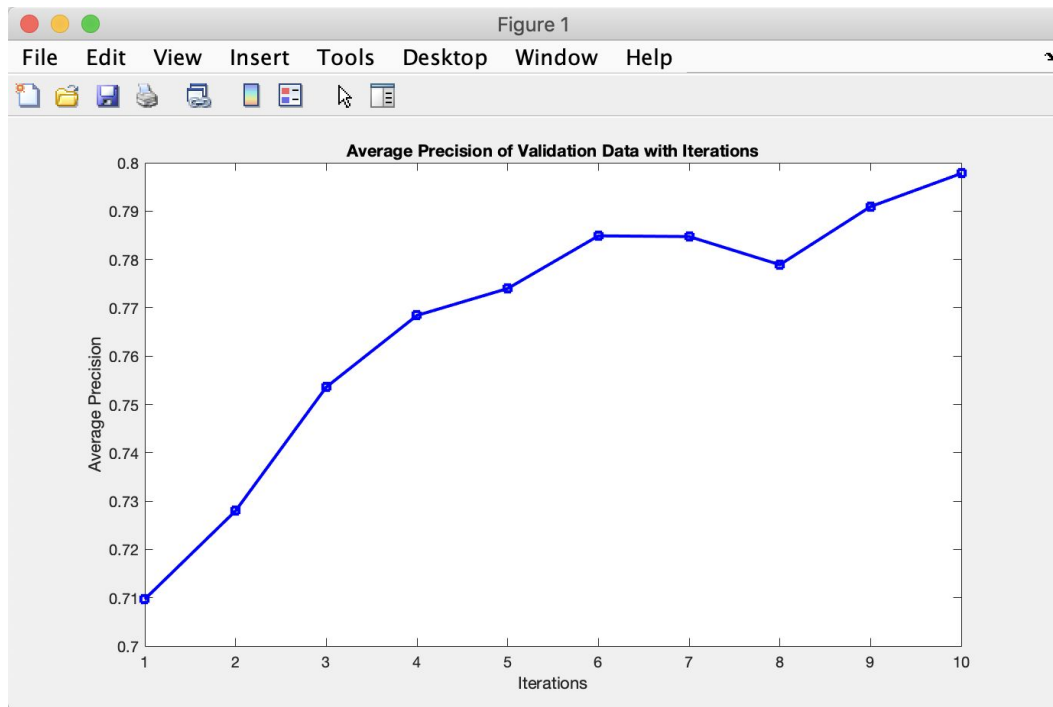 Figure 1
File Edit View Insert Tools Desktop Window Help
Average Precision of Validation Data with Iterations
0.8
0.79
0.78
0.77
0.76
0.75
0.74
0.73
0.72
0.71
0.7
Average Precision
1 2 3 4 5 6 7 8 9 10
Iterations